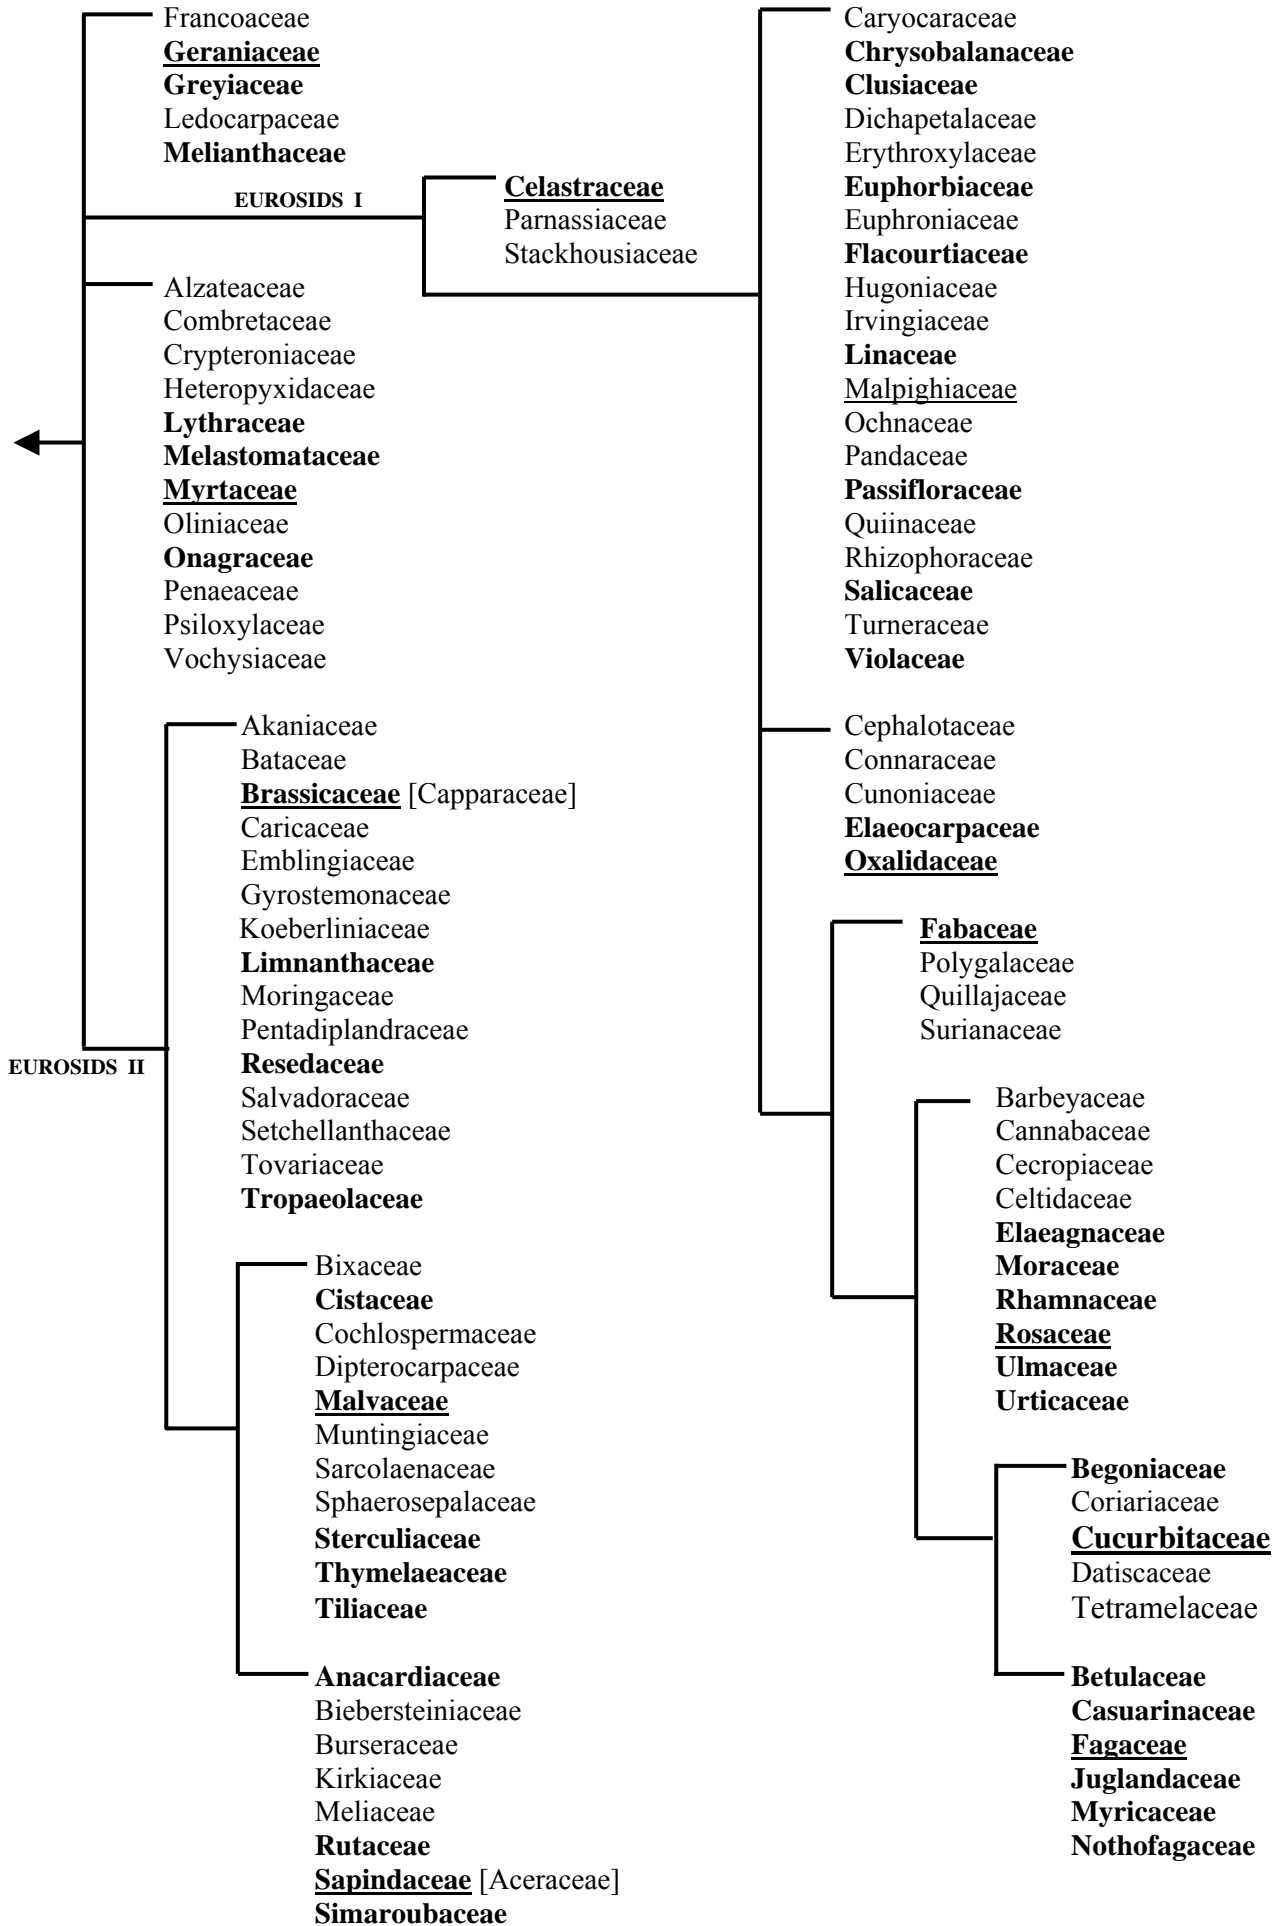 Francoaceae
Geraniaceae
Greyiaceae
Ledocarpaceae
Melianthaceae
EUROSIDS I
Celastraceae
Parnassiaceae
Stackhousiaceae
Alzateaceae
Combretaceae
Crypteroniaceae
Heteropyxidaceae
Lythraceae
Melastomataceae
Myrtaceae
Oliniaceae
Onagraceae
Penaeaceae
Psiloxylaceae
Vochysiaceae
EUROSIDS II
Akaniaceae
Bataceae
Brassicaceae [Capparaceae]
Caricaceae
Emblingiaceae
Gyrostemonaceae
Koeberliniaceae
Limnanthaceae
Moringaceae
Pentadiplandraceae
Resedaceae
Salvadoraceae
Setchellanthaceae
Tovariaceae
Tropaeolaceae
Bixaceae
Cistaceae
Cochlospermaceae
Dipterocarpaceae
Malvaceae
Muntingiaceae
Sarcolaenaceae
Sphaerosepalaceae
Sterculiaceae
Thymelaeaceae
Tiliaceae
Anacardiaceae
Biebersteiniaceae
Burseraceae
Kirkiaceae
Meliaceae
Rutaceae
Sapindaceae [Aceraceae]
Simaroubaceae
Caryocaraceae
Chrysobalanaceae
Clusiaceae
Dichapetalaceae
Erythroxylaceae
Euphorbiaceae
Euphroniaceae
Flacourtiaceae
Hugoniaceae
Irvingiaceae
Linaceae
Malpighiaceae
Ochnaceae
Pandaceae
Passifloraceae
Quiinaceae
Rhizophoraceae
Salicaceae
Turneraceae
Violaceae
Cephalotaceae
Connaraceae
Cunoniaceae
Elaeocarpaceae
Oxalidaceae
Fabaceae
Polygalaceae
Quillajaceae
Surianaceae
Barbeyaceae
Cannabaceae
Cecropiaceae
Celtidaceae
Elaeagnaceae
Moraceae
Rhamnaceae
Rosaceae
Ulmaceae
Urticaceae
Begoniaceae
Coriariaceae
Cucurbitaceae
Datiscaceae
Tetramelaceae
Betulaceae
Casuarinaceae
Fagaceae
Juglandaceae
Myricaceae
Nothofagaceae